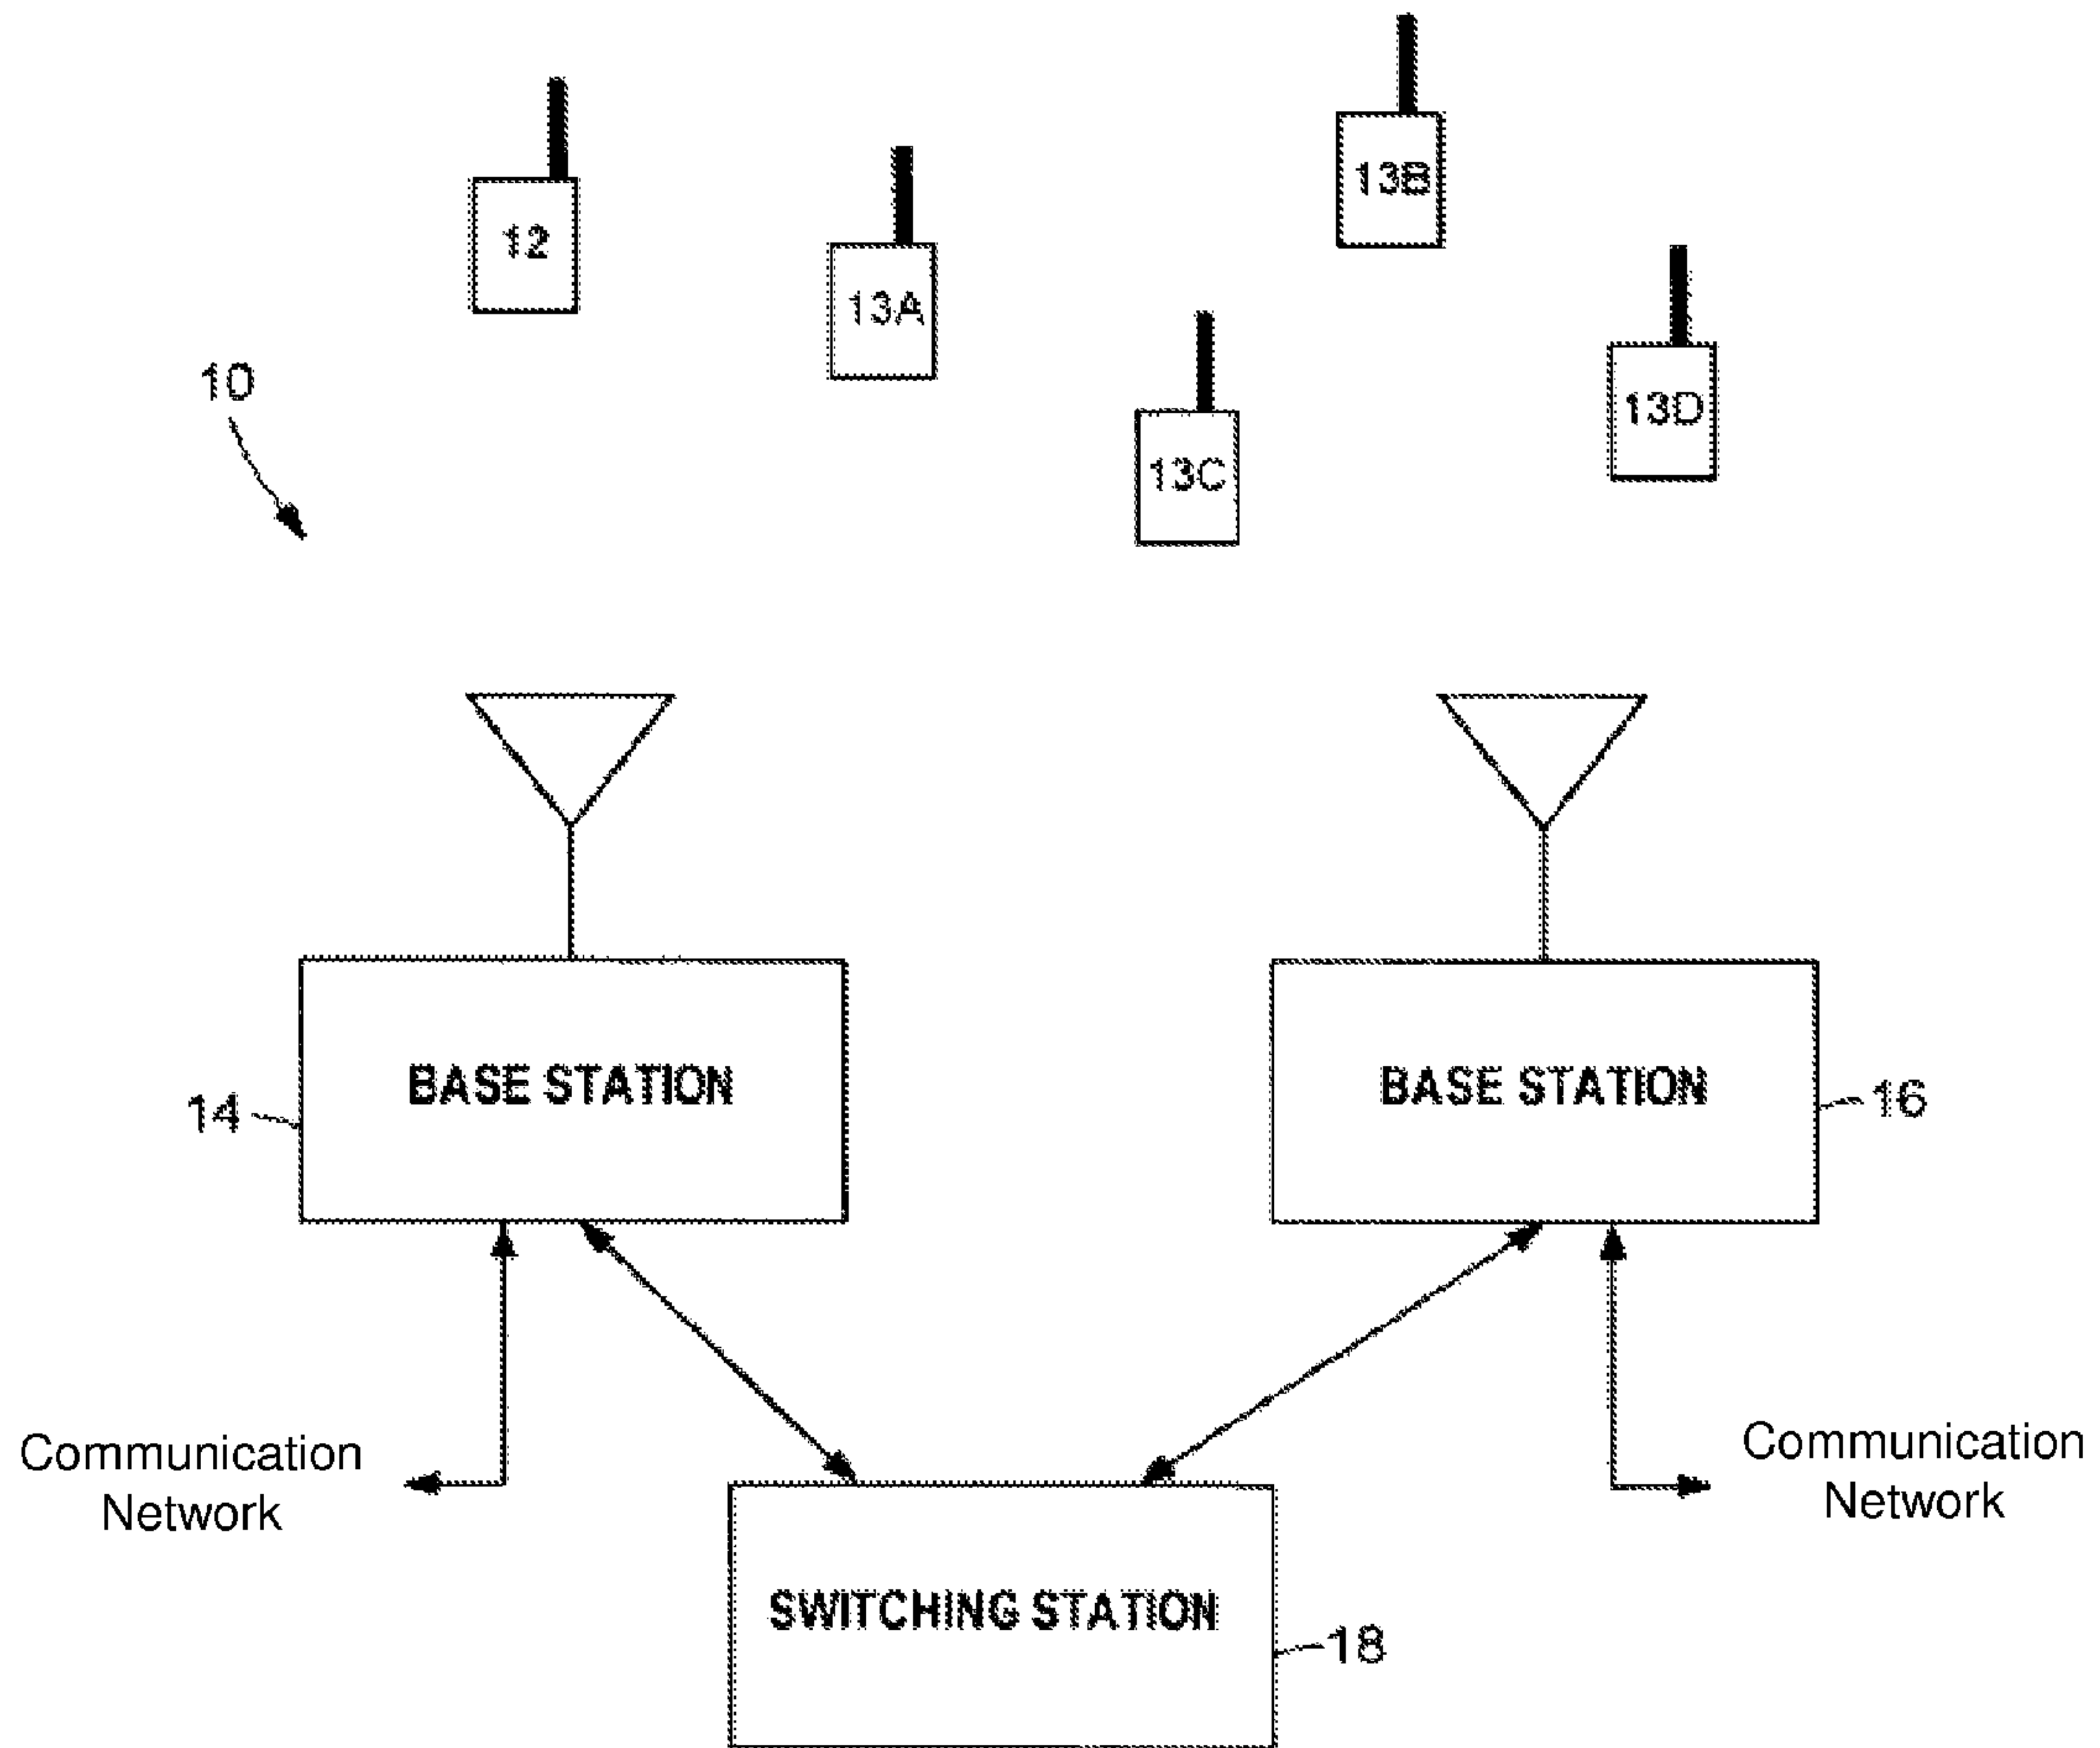 13B
12
13A
10
13D
13C
BASE STATION
BASE STATION
14
16
Communication
Network
Communication
Network
SWITCHING STATION
18